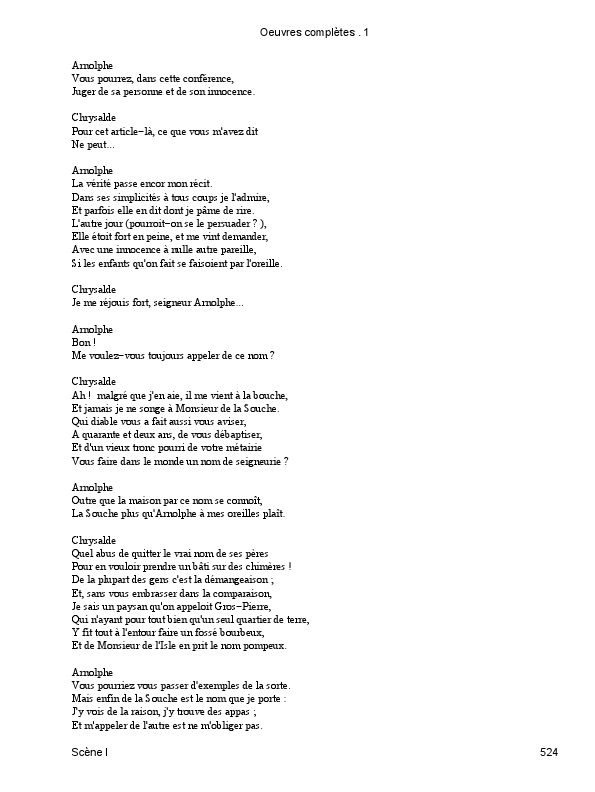 Oeuvres complètes . 1
Arnolphe
Vous pourrez, dans cette conférence,
Juger de sa personne et de son innocence.
Chrysalde
Pour cet article−là, ce que vous m'avez dit
Ne peut...
Arnolphe
La vérité passe encor mon récit.
Dans ses simplicités à tous coups je l'admire,
Et parfois elle en dit dont je pâme de rire.
L'autre jour (pourroit−on se le persuader ? ),
Elle étoit fort en peine, et me vint demander,
Avec une innocence à nulle autre pareille,
Si les enfants qu'on fait se faisoient par l'oreille.
Chrysalde
Je me réjouis fort, seigneur Arnolphe...
Arnolphe
Bon !
Me voulez−vous toujours appeler de ce nom ?
Chrysalde
Ah !  malgré que j'en aie, il me vient à la bouche,
Et jamais je ne songe à Monsieur de la Souche.
Qui diable vous a fait aussi vous aviser,
A quarante et deux ans, de vous débaptiser,
Et d'un vieux tronc pourri de votre métairie
Vous faire dans le monde un nom de seigneurie ?
Arnolphe
Outre que la maison par ce nom se connoît,
La Souche plus qu'Arnolphe à mes oreilles plaît.
Chrysalde
Quel abus de quitter le vrai nom de ses pères
Pour en vouloir prendre un bâti sur des chimères !
De la plupart des gens c'est la démangeaison ;
Et, sans vous embrasser dans la comparaison,
Je sais un paysan qu'on appeloit Gros−Pierre,
Qui n'ayant pour tout bien qu'un seul quartier de terre,
Y fit tout à l'entour faire un fossé bourbeux,
Et de Monsieur de l'Isle en prit le nom pompeux.
Arnolphe
Vous pourriez vous passer d'exemples de la sorte.
Mais enfin de la Souche est le nom que je porte :
J'y vois de la raison, j'y trouve des appas ;
Et m'appeler de l'autre est ne m'obliger pas.
Scène I
524